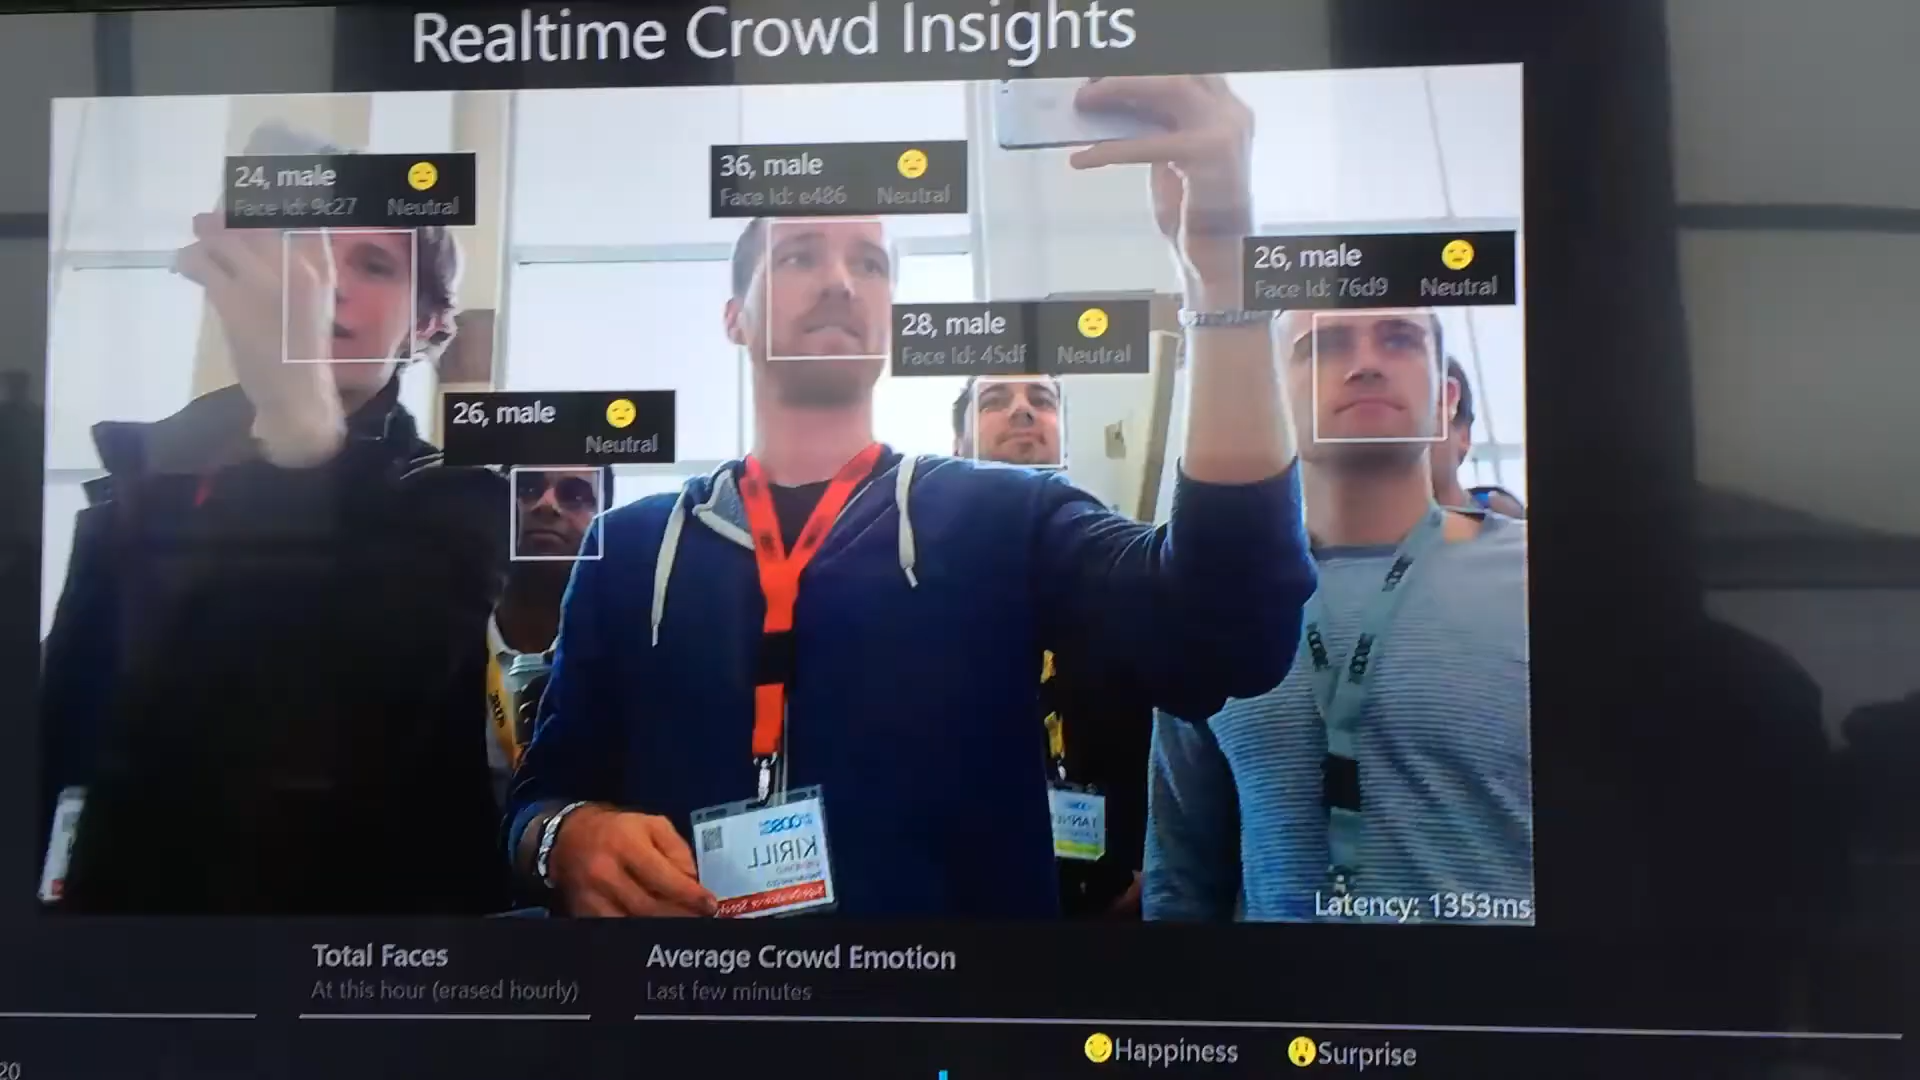 Realtime Crowd Insights
24, male
Face Id: 9c27 Neutral
36, male
Face Id: e486 Neutral
26, male
Face Id: 76d9 Neutral
28, male
Face Id: 45df Neutral
26, male
Neutral
KIRILL
Latency: 1353ms
Total Faces
At this hour (erased hourly)
Average Crowd Emotion
Last few minutes
Happiness
Surprise
20